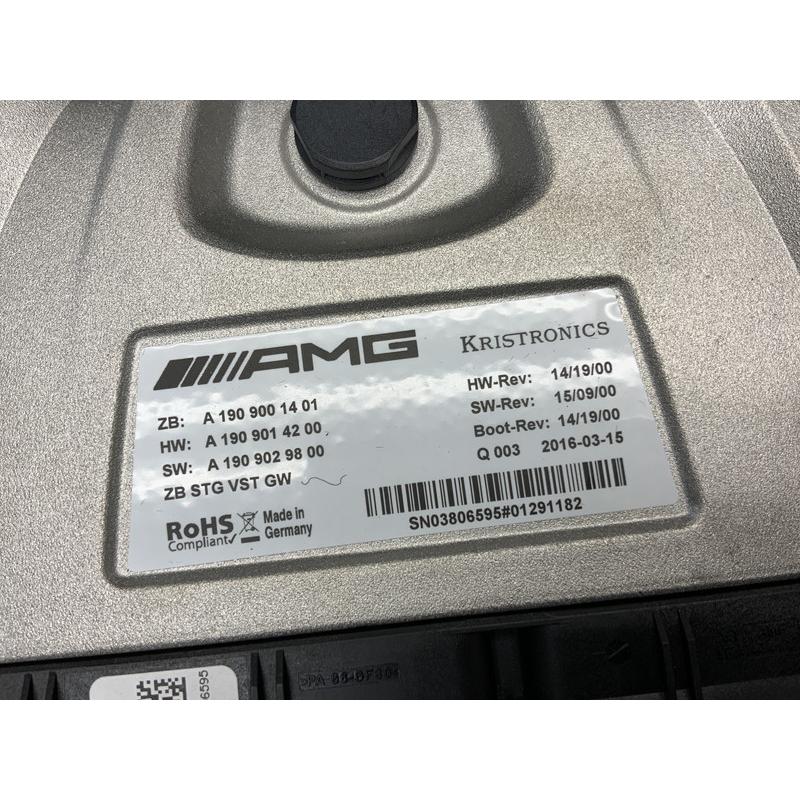 AMG
KRISTRONICS
ZB: A 190 900 14 01
HW: A 190 901 42 00
SW: A 190 902 98 00
ZB STG VST GW
HW-Rev: 14/19/00
SW-Rev: 15/09/00
Boot-Rev: 14/19/00
Q 003 2016-03-15
SN03806595#01291182
RoHS
Compliant
Made in
Germany
6595